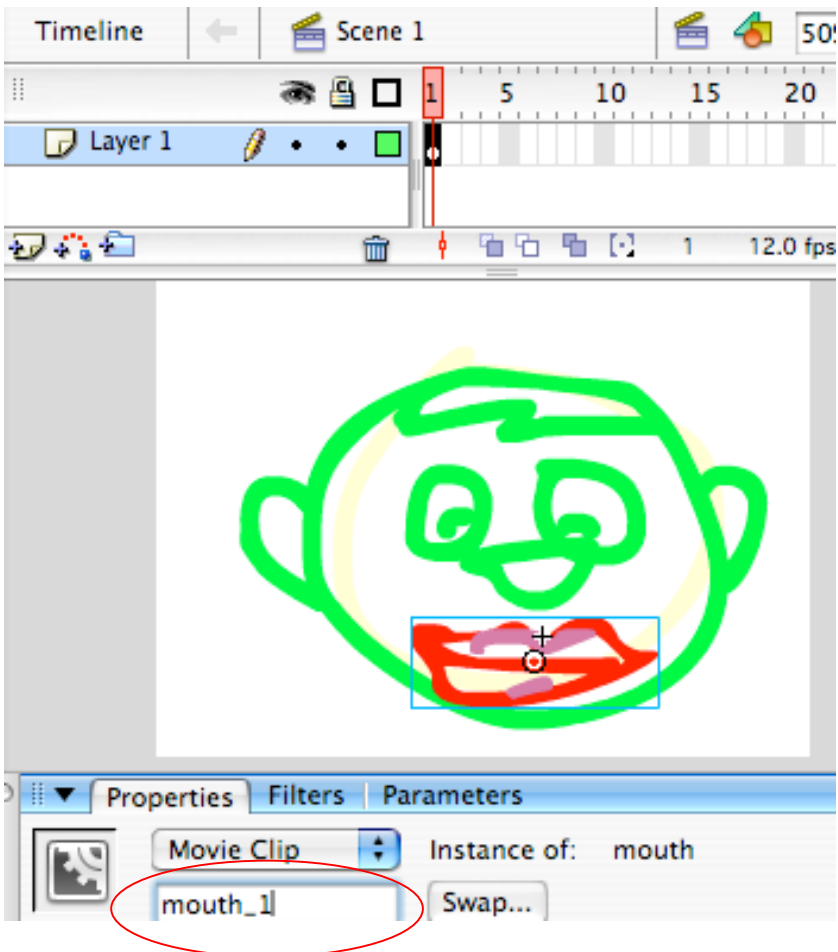 Timeline Scene 1 509
1 5 10 15 20
Layer 1
1 12.0 fps
Properties Filters Parameters
Movie Clip Instance of: mouth
mouth_1 Swap...